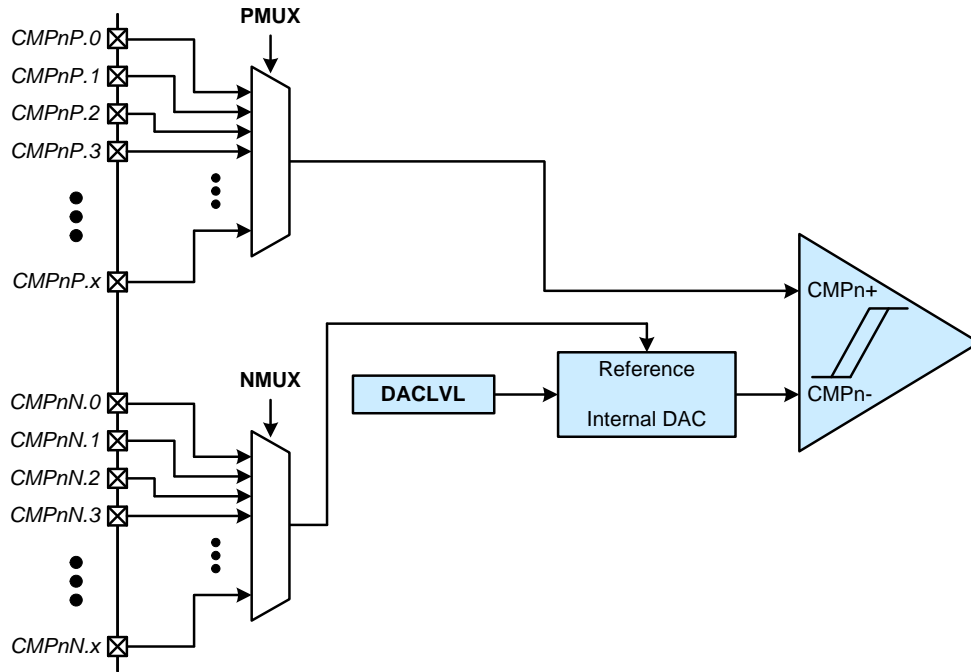 PMUX
CMPnP.0
CMPnP.1
CMPnP.2
CMPnP.3
CMPnP.x
CMPn+
CMPn-
NMUX
DACLVL
Reference
Internal DAC
CMPnN.0
CMPnN.1
CMPnN.2
CMPnN.3
CMPnN.x